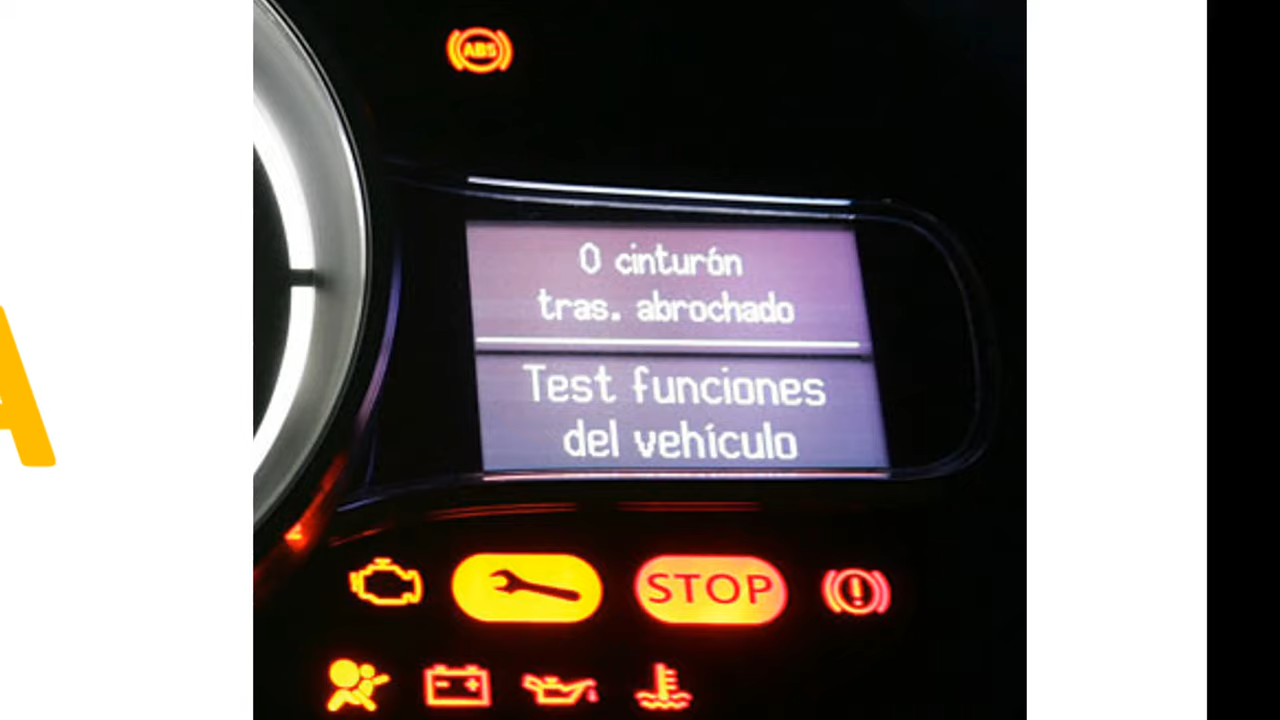 ABS
0 cinturón
tras. abrochado
Test funciones
del vehículo
STOP
A